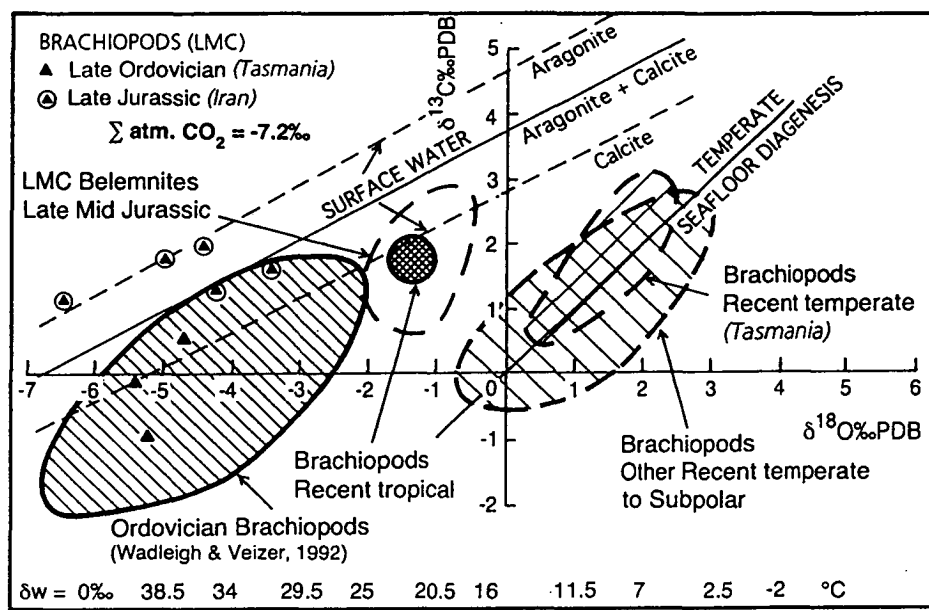 BRACHIOPODS (LMC)
▲ Late Ordovician (Tasmania)
Late Jurassic (Iran)
∑ atm. CO₂ = -7.2‰
LMC Belemnites
Late Mid Jurassic
SURFACE WATER
δ¹³C‰PDB
Aragonite
Aragonite + Calcite
Calcite
TEMPERATE
SEAFLOOR DIAGENESIS
5
4
3
2
1
-1
-2
-7 -6 -5 -4 -3 -2 -1 0 1 2 3 4 5 6
δ¹⁸O‰PDB
Brachiopods
Recent temperate
(Tasmania)
Brachiopods
Other Recent temperate
to Subpolar
Brachiopods
Recent tropical
Ordovician Brachiopods
(Wadleigh & Veizer, 1992)
δw = 0‰ 38.5 34 29.5 25 20.5 16 11.5 7 2.5 -2 °C